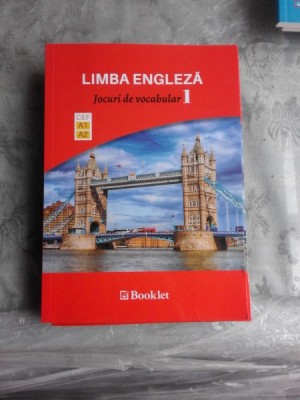 LIMBA ENGLEZĂ
Jocuri de vocabular 1
CEF
A1
A2
Booklet